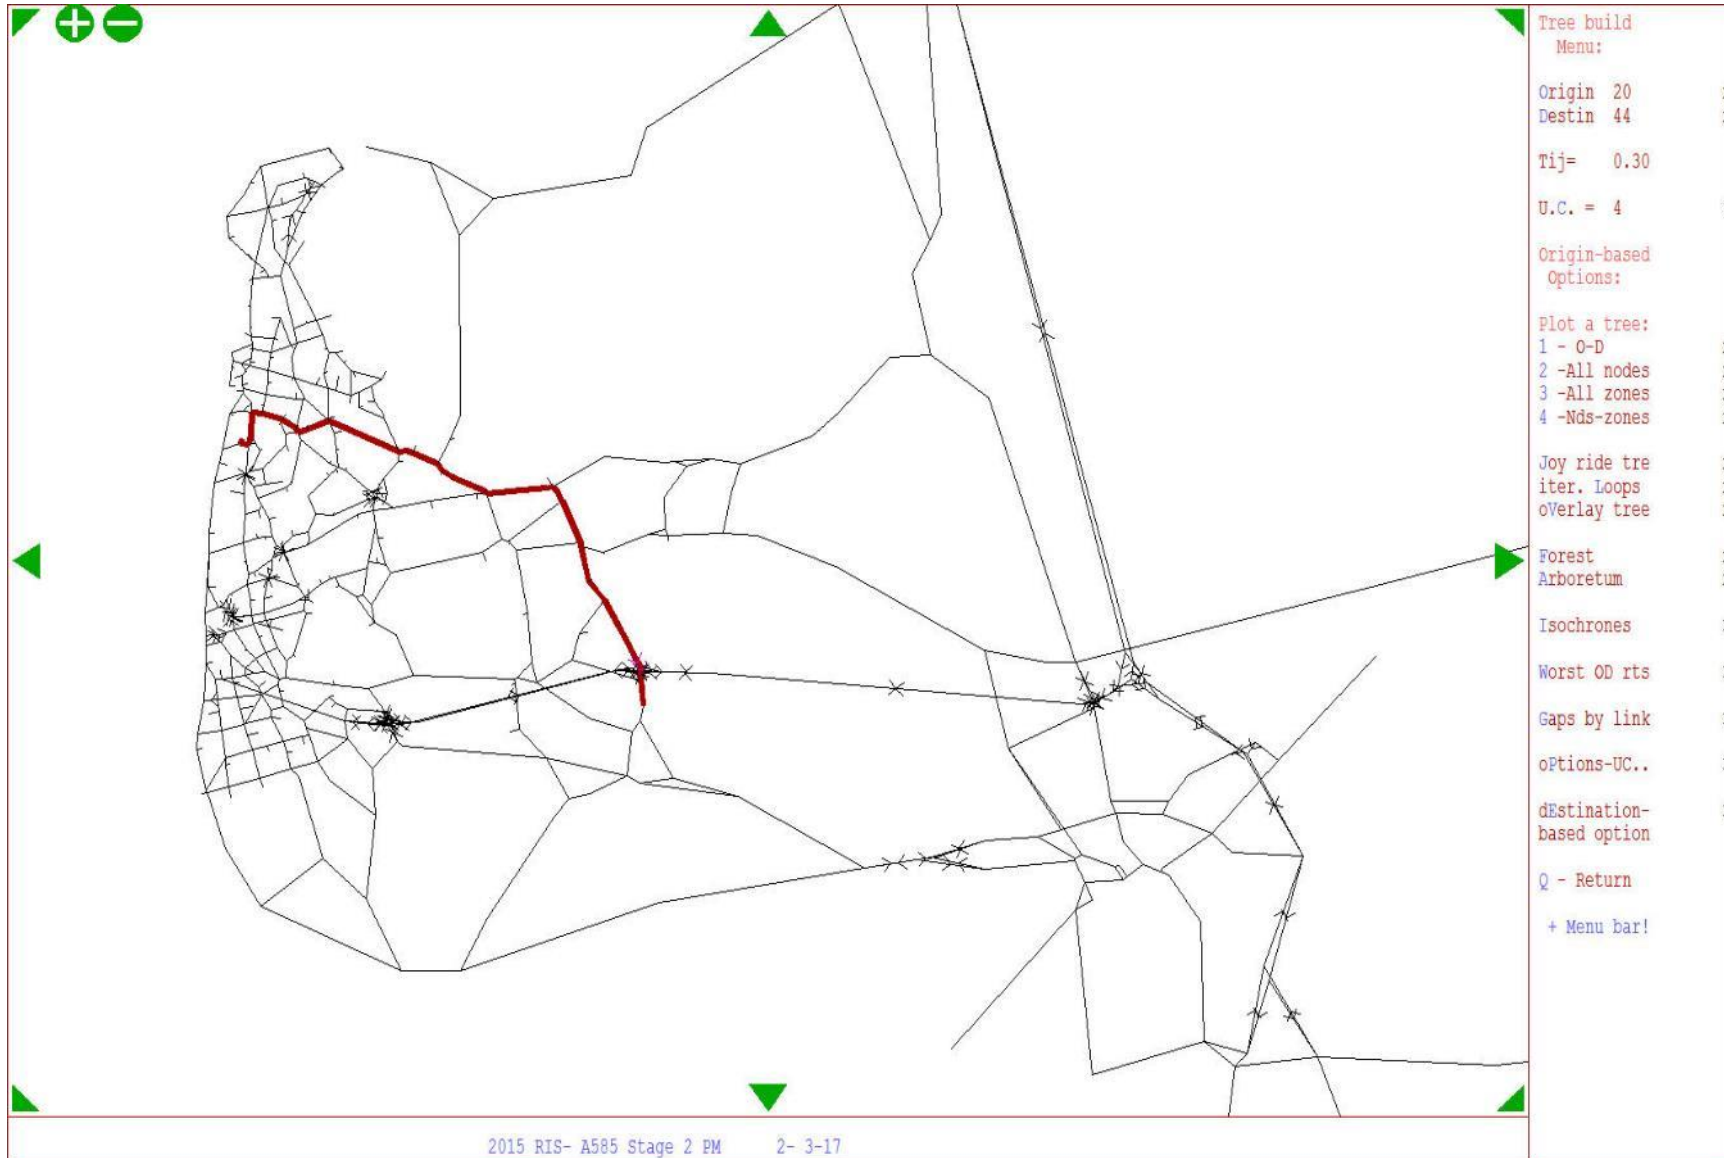 Tree build
Menu:
Origin 20
Destin 44
Tij= 0.30
U.C. = 4
Origin-based
Options:
Plot a tree:
1 - O-D
2 -All nodes
3 -All zones
4 -Nds-zones
Joy ride tre
iter. Loops
oVerlay tree
Forest
Arboretum
Isochrones
Worst OD rts
Gaps by link
oPtions-UC..
dEstination-
based option
Q - Return
+ Menu bar!
2015 RIS- A585 Stage 2 PM 2- 3-17